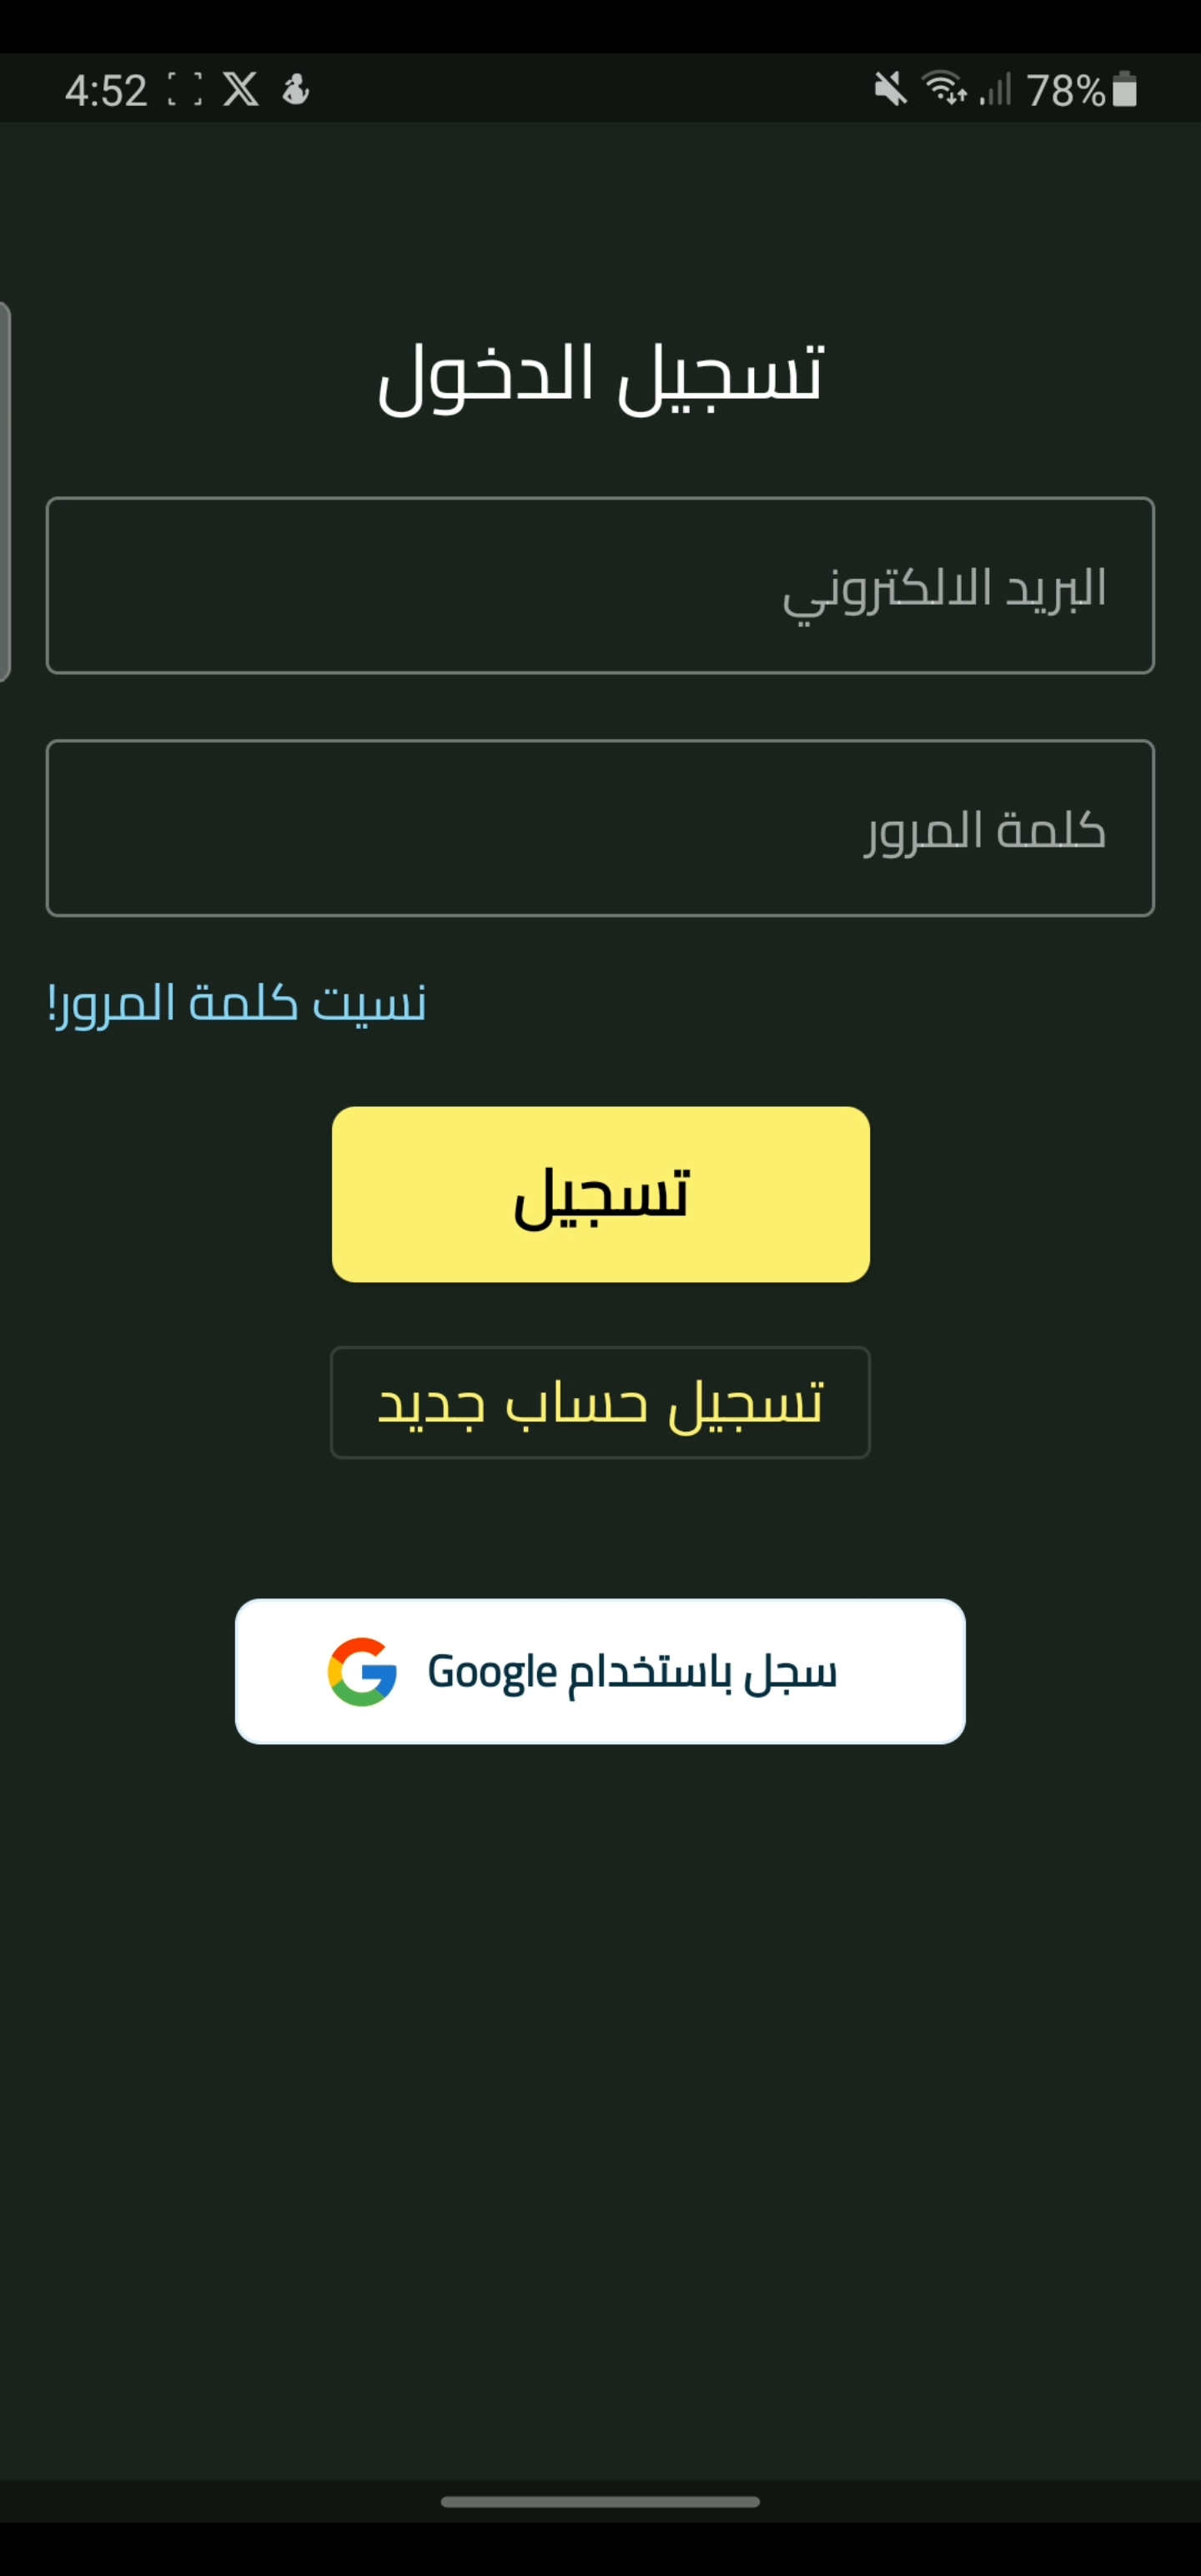 4:52 78%
تسجيل الدخول
البريد الالكتروني
كلمة المرور
نسيت كلمة المرور!
تسجيل
تسجيل حساب جديد
سجل باستخدام Google